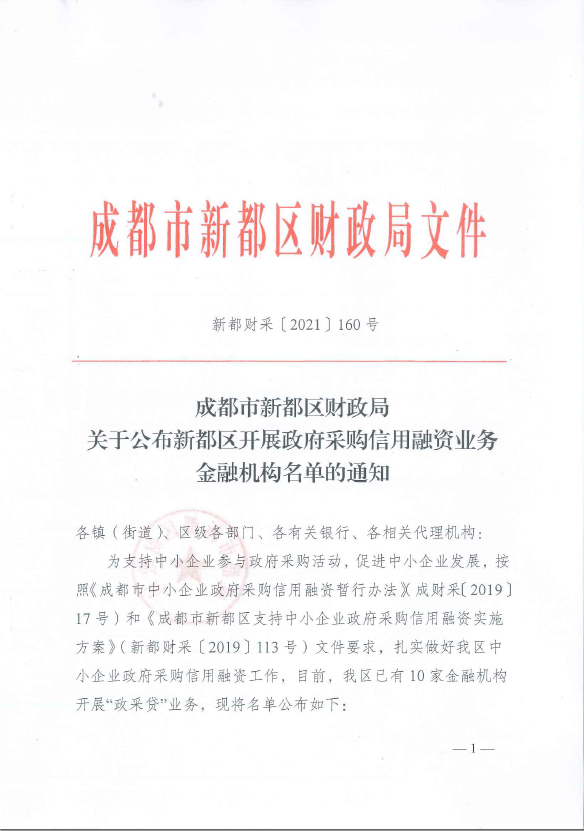 成都市新都区财政局文件
新都财采〔2021〕160 号
成都市新都区财政局
关于公布新都区开展政府采购信用融资业务
金融机构名单的通知
各镇（街道）、区级各部门、各有关银行、各相关代理机构：
为支持中小企业参与政府采购活动，促进中小企业发展，按
照《成都市中小企业政府采购信用融资暂行办法》（成财采〔2019〕
17 号）和《成都市新都区支持中小企业政府采购信用融资实施
方案》（新都财采〔2019〕113 号）文件要求，扎实做好我区中
小企业政府采购信用融资工作，目前，我区已有 10 家金融机构
开展“政采贷”业务，现将名单公布如下：
—1—